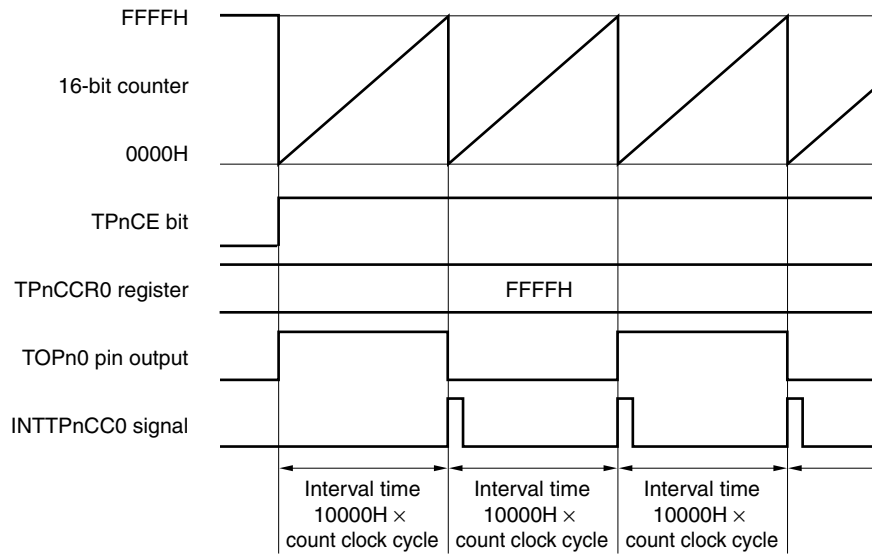 FFFFH
16-bit counter
0000H
TPnCE bit
TPnCCR0 register
FFFFH
TOPn0 pin output
INTTPnCC0 signal
Interval time
10000H ×
count clock cycle
Interval time
10000H ×
count clock cycle
Interval time
10000H ×
count clock cycle